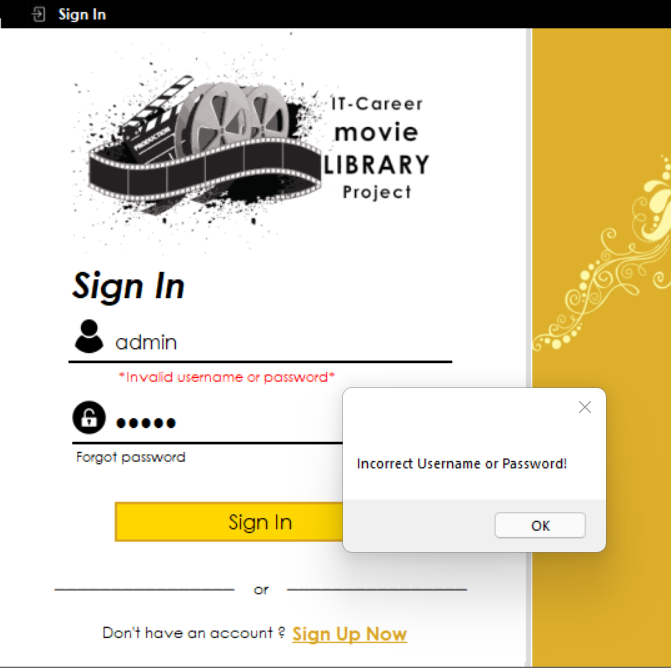 Sign In
PRODUCTION
IT-Career
movie
LIBRARY
Project
Sign In
admin
*Invalid username or password*
•••••
Forgot password
Incorrect Username or Password!
OK
Sign In
or
Don't have an account ? Sign Up Now